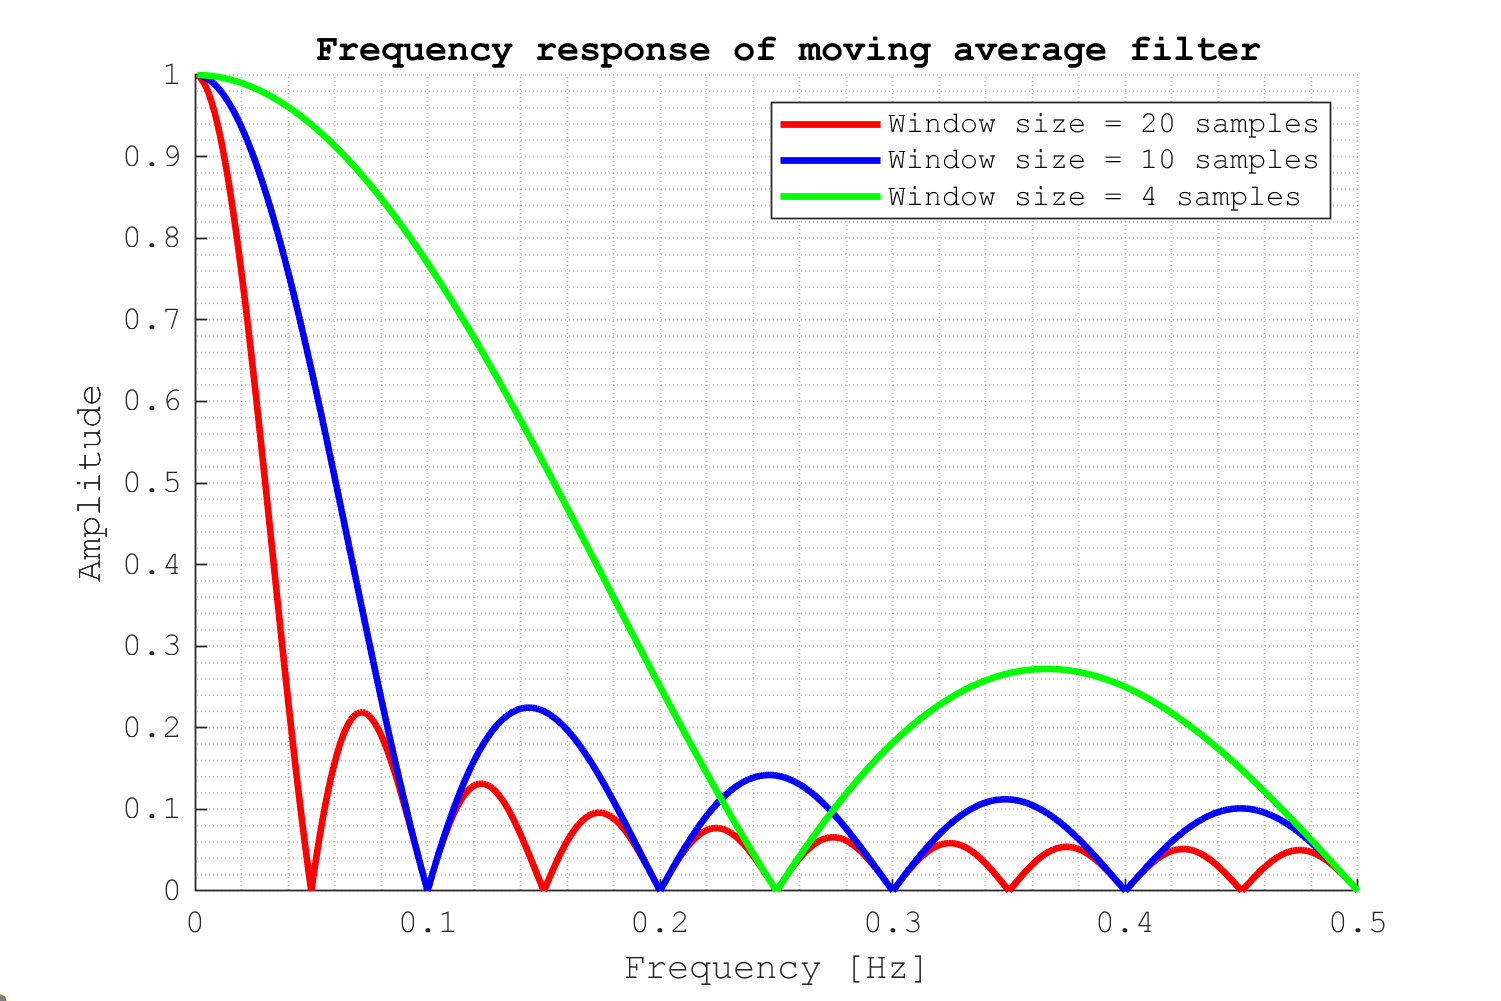 Frequency response of moving average filter
Window size = 20 samples
Window size = 10 samples
Window size = 4 samples
1
0.9
0.8
0.7
0.6
0.5
0.4
0.3
0.2
0.1
0
Amplitude
0 0.1 0.2 0.3 0.4 0.5
Frequency [Hz]